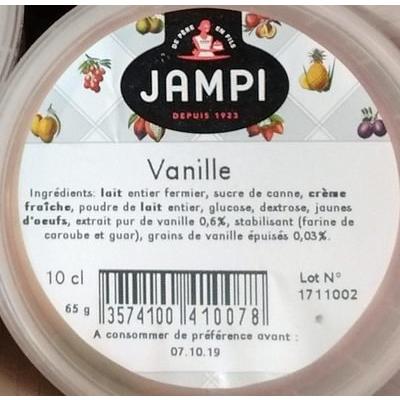 DE PÈRE EN FILS
JAMPI
DEPUIS 1923
Vanille
Ingrédients: lait entier fermier, sucre de canne, crème
fraîche, poudre de lait entier, glucose, dextrose, jaunes
d'oeufs, extrait pur de vanille 0,6%, stabilisant (farine de
caroube et guar), grains de vanille épuisés 0,03%.
10 cl
65 g
3574100 410078
Lot N°
1711002
A consommer de préférence avant :
07.10.19